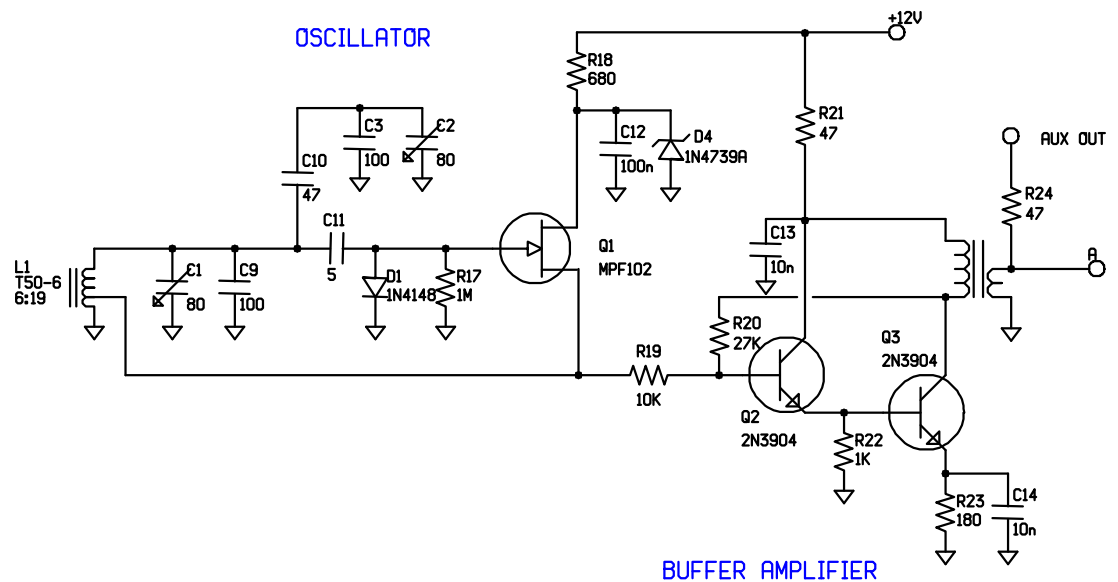 OSCILLATOR
+12V
R18
680
C3
100
C2
80
C12
100n
D4
1N4739A
R21
47
AUX OUT
C10
47
R24
47
C11
5
Q1
MPF102
C13
10n
A
L1
T50-6
6:19
C1
80
C9
100
D1
1N4148
R17
1M
R20
27K
R19
10K
Q3
2N3904
Q2
2N3904
R22
1K
R23
180
C14
10n
BUFFER AMPLIFIER